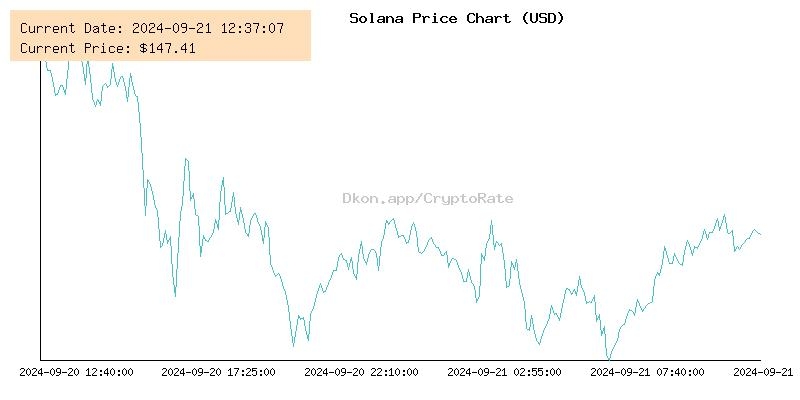 Solana Price Chart (USD)
Current Date: 2024-09-21 12:37:07
Current Price: $147.41
Dkon.app/CryptoRate
2024-09-20 12:40:00 2024-09-20 17:25:00 2024-09-20 22:10:00 2024-09-21 02:55:00 2024-09-21 07:40:00 2024-09-21